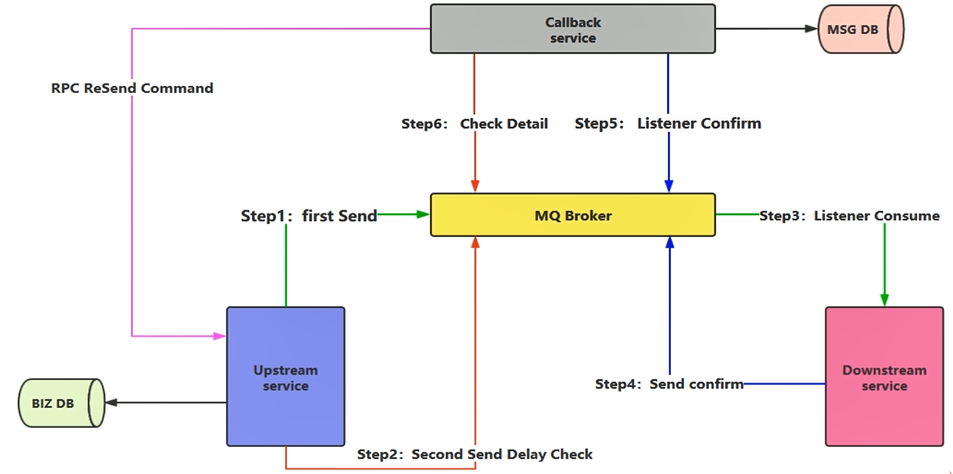 Callback
service
MSG DB
RPC ReSend Command
Step6： Check Detail
Step5： Listener Confirm
Step1：first Send
MQ Broker
Step3：Listener Consume
Upstream
service
Downstream
service
Step4：Send confirm
BIZ DB
Step2：Second Send Delay Check